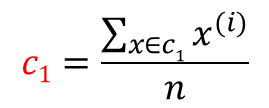 c₁ = ∑ₓ∈c₁ x⁽ⁱ⁾ / n